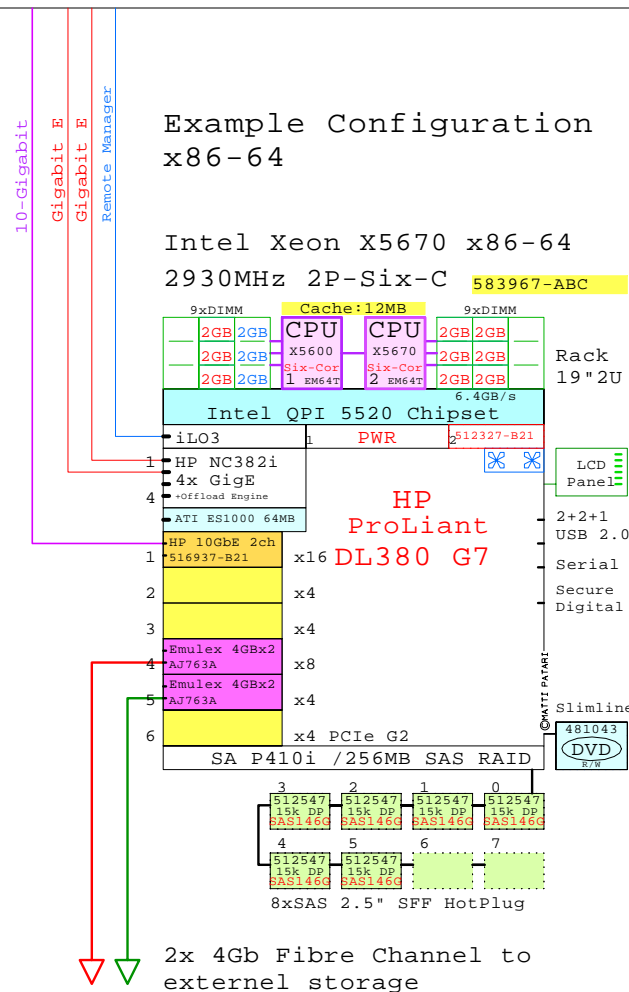 10-Gigabit
Gigabit E
Gigabit E
Remote Manager
Example Configuration
x86-64
Intel Xeon X5670 x86-64
2930MHz 2P-Six-C 583967-ABC
9xDIMM Cache:12MB 9xDIMM
2GB 2GB CPU CPU 2GB 2GB
2GB 2GB X5600 X5670 2GB 2GB
Six-Cor Six-Cor
2GB 2GB 1 EM64T 2 EM64T 2GB 2GB
Rack
19"2U
6.4GB/s
Intel QPI 5520 Chipset
iLO3 1 PWR 2 512327-B21
1 HP NC382i
4x GigE
4 +Offload Engine
LCD
Panel
ATI ES1000 64MB
HP
ProLiant
DL380 G7
2+2+1
USB 2.0
Serial
Secure
Digital
HP 10GbE 2ch
1 516937-B21 x16
2 x4
3 x4
Emulex 4GBx2
4 AJ763A x8
Emulex 4GBx2
5 AJ763A x4
6 x4 PCIe G2
©MATTI PATARI
Slimline
481043
DVD
R/W
SA P410i /256MB SAS RAID
3 2 1 0
512547 512547 512547 512547
15k DP 15k DP 15k DP 15k DP
SAS146G SAS146G SAS146G SAS146G
4 5 6 7
512547 512547
15k DP 15k DP
SAS146G SAS146G
8xSAS 2.5" SFF HotPlug
2x 4Gb Fibre Channel to
externel storage